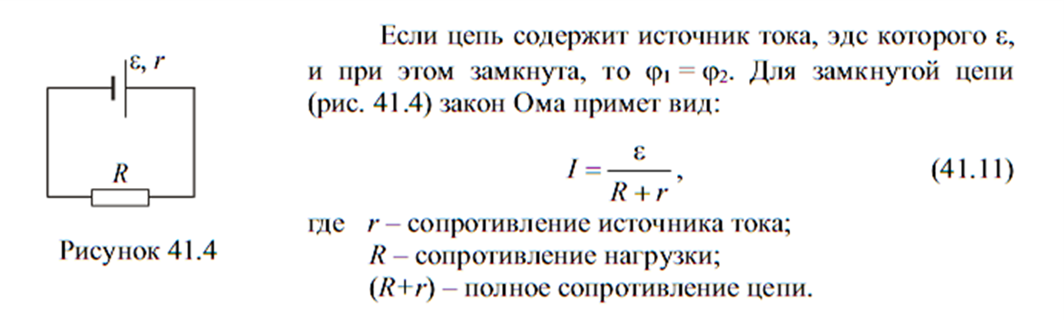 ε, r
R
Рисунок 41.4
Если цепь содержит источник тока, эдс которого ε,
и при этом замкнута, то φ₁ = φ₂. Для замкнутой цепи
(рис. 41.4) закон Ома примет вид:
I = ε / (R + r), (41.11)
где r – сопротивление источника тока;
R – сопротивление нагрузки;
(R+r) – полное сопротивление цепи.